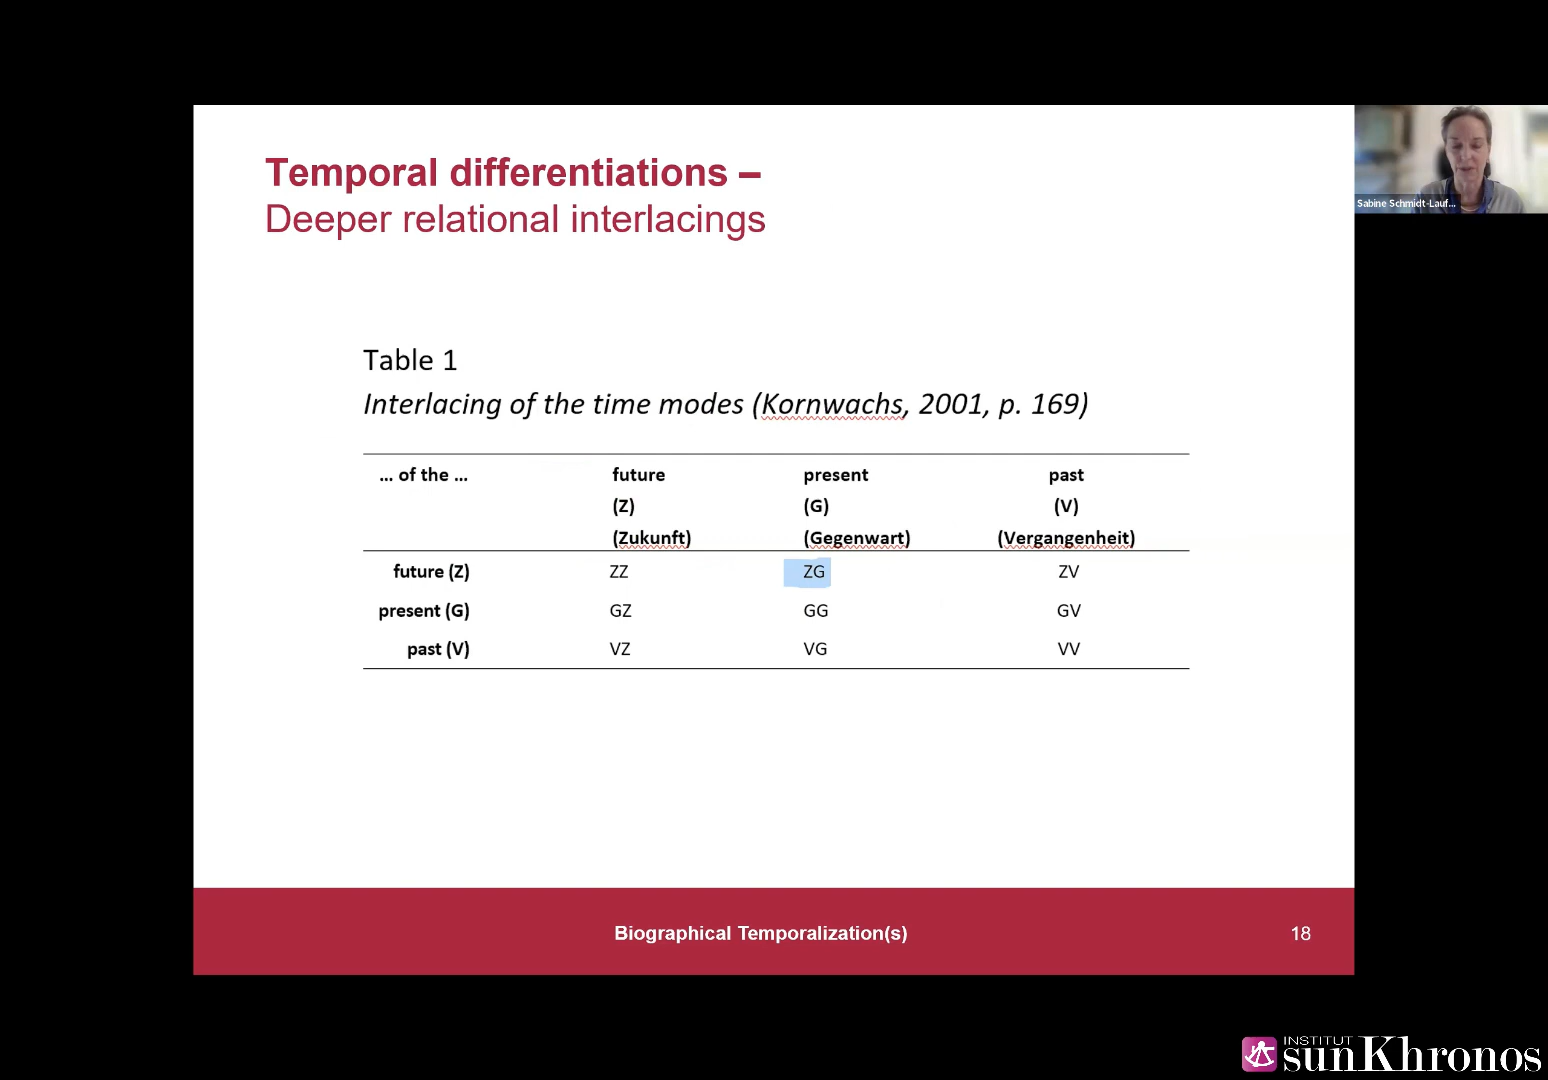 Temporal differentiations –
Deeper relational interlacings
Sabine Schmidt-Lauf...
Table 1
Interlacing of the time modes (Kornwachs, 2001, p. 169)
... of the ... future present past
(Z) (G) (V)
(Zukunft) (Gegenwart) (Vergangenheit)
future (Z) ZZ ZG ZV
present (G) GZ GG GV
past (V) VZ VG VV
Biographical Temporalization(s) 18
INSTITUT
sunKhronos